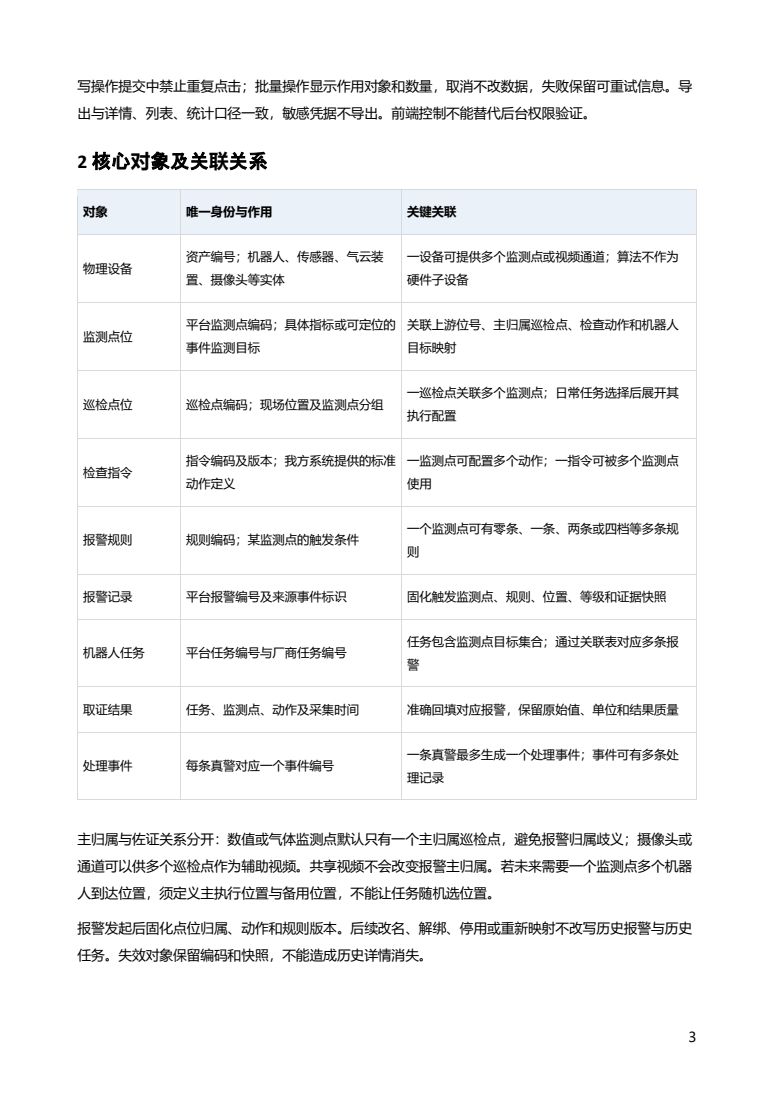 写操作提交中禁止重复点击；批量操作显示作用对象和数量，取消不改数据，失败保留可重试信息。导
出与详情、列表、统计口径一致，敏感凭据不导出。前端控制不能替代后台权限验证。
2 核心对象及关联关系
对象 唯一身份与作用 关键关联
物理设备
资产编号；机器人、传感器、气云装
置、摄像头等实体
一设备可提供多个监测点或视频通道；算法不作为
硬件子设备
监测点位
平台监测点编码；具体指标或可定位的
事件监测目标
关联上游位号、主归属巡检点、检查动作和机器人
目标映射
巡检点位
巡检点编码；现场位置及监测点分组
一巡检点关联多个监测点；日常任务选择后展开其
执行配置
检查指令
指令编码及版本；我方系统提供的标准
动作定义
一监测点可配置多个动作；一指令可被多个监测点
使用
报警规则
规则编码；某监测点的触发条件
一个监测点可有零条、一条、两条或四档等多条规
则
报警记录 平台报警编号及来源事件标识 固化触发监测点、规则、位置、等级和证据快照
机器人任务
平台任务编号与厂商任务编号
任务包含监测点目标集合；通过关联表对应多条报
警
取证结果 任务、监测点、动作及采集时间 准确回填对应报警，保留原始值、单位和结果质量
处理事件
每条真警对应一个事件编号
一条真警最多生成一个处理事件；事件可有多条处
理记录
主归属与佐证关系分开：数值或气体监测点默认只有一个主归属巡检点，避免报警归属歧义；摄像头或
通道可以供多个巡检点作为辅助视频。共享视频不会改变报警主归属。若未来需要一个监测点多个机器
人到达位置，须定义主执行位置与备用位置，不能让任务随机选位置。
报警发起后固化点位归属、动作和规则版本。后续改名、解绑、停用或重新映射不改写历史报警与历史
任务。失效对象保留编码和快照，不能造成历史详情消失。
3